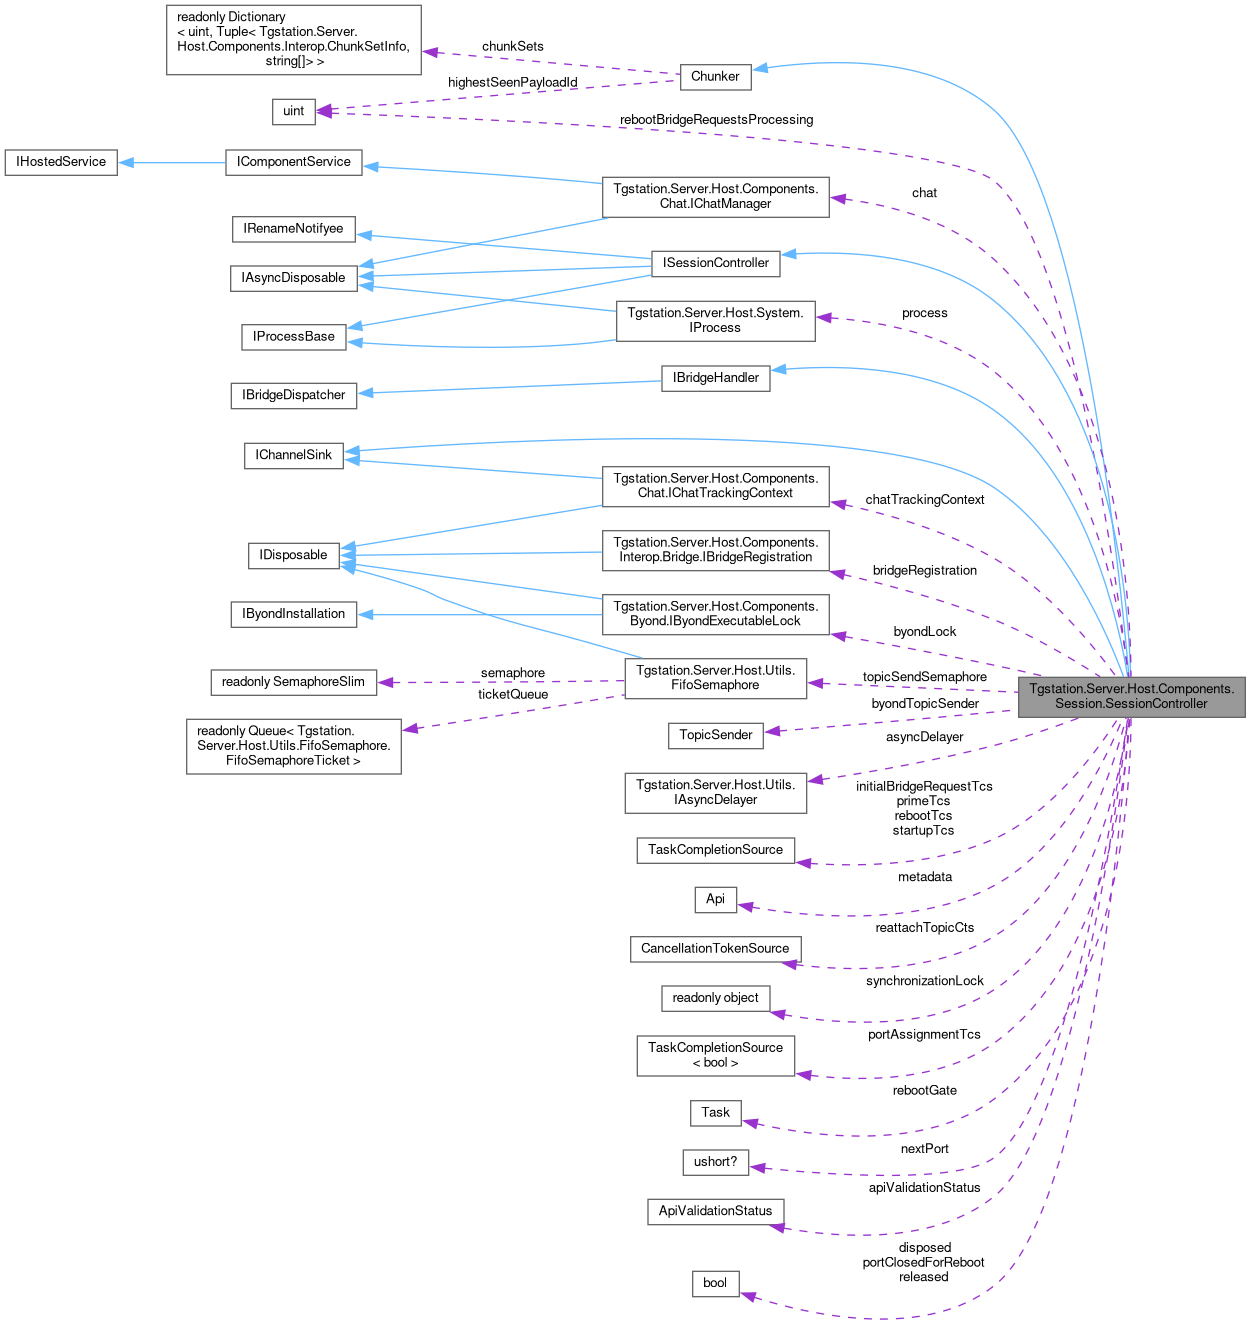 readonly Dictionary
< uint, Tuple< Tgstation.Server.
Host.Components.Interop.ChunkSetInfo,
string[]> >
chunkSets
Chunker
highestSeenPayloadId
uint
rebootBridgeRequestsProcessing
IHostedService
IComponentService
Tgstation.Server.Host.Components.
Chat.IChatManager
chat
IRenameNotifyee
ISessionController
IAsyncDisposable
Tgstation.Server.Host.System.
IProcess
process
IProcessBase
IBridgeHandler
IBridgeDispatcher
IChannelSink
Tgstation.Server.Host.Components.
Chat.IChatTrackingContext
chatTrackingContext
IDisposable
Tgstation.Server.Host.Components.
Interop.Bridge.IBridgeRegistration
bridgeRegistration
IByondInstallation
Tgstation.Server.Host.Components.
Byond.IByondExecutableLock
byondLock
readonly SemaphoreSlim
semaphore
Tgstation.Server.Host.Utils.
FifoSemaphore
topicSendSemaphore
Tgstation.Server.Host.Components.
Session.SessionController
ticketQueue
readonly Queue< Tgstation.
Server.Host.Utils.FifoSemaphore.
FifoSemaphoreTicket >
TopicSender
byondTopicSender
asyncDelayer
Tgstation.Server.Host.Utils.
IAsyncDelayer
initialBridgeRequestTcs
primeTcs
rebootTcs
startupTcs
TaskCompletionSource
metadata
Api
reattachTopicCts
CancellationTokenSource
synchronizationLock
readonly object
portAssignmentTcs
TaskCompletionSource
< bool >
rebootGate
Task
nextPort
ushort?
apiValidationStatus
ApiValidationStatus
disposed
portClosedForReboot
released
bool